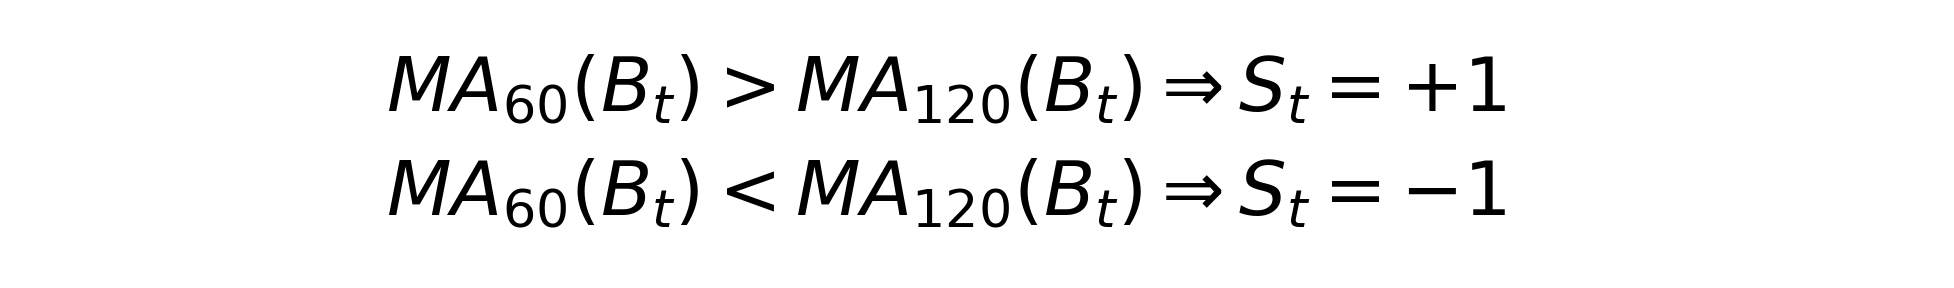 MA₆₀(Bₜ) > MA₁₂₀(Bₜ) ⇒ Sₜ = +1
MA₆₀(Bₜ) < MA₁₂₀(Bₜ) ⇒ Sₜ = −1